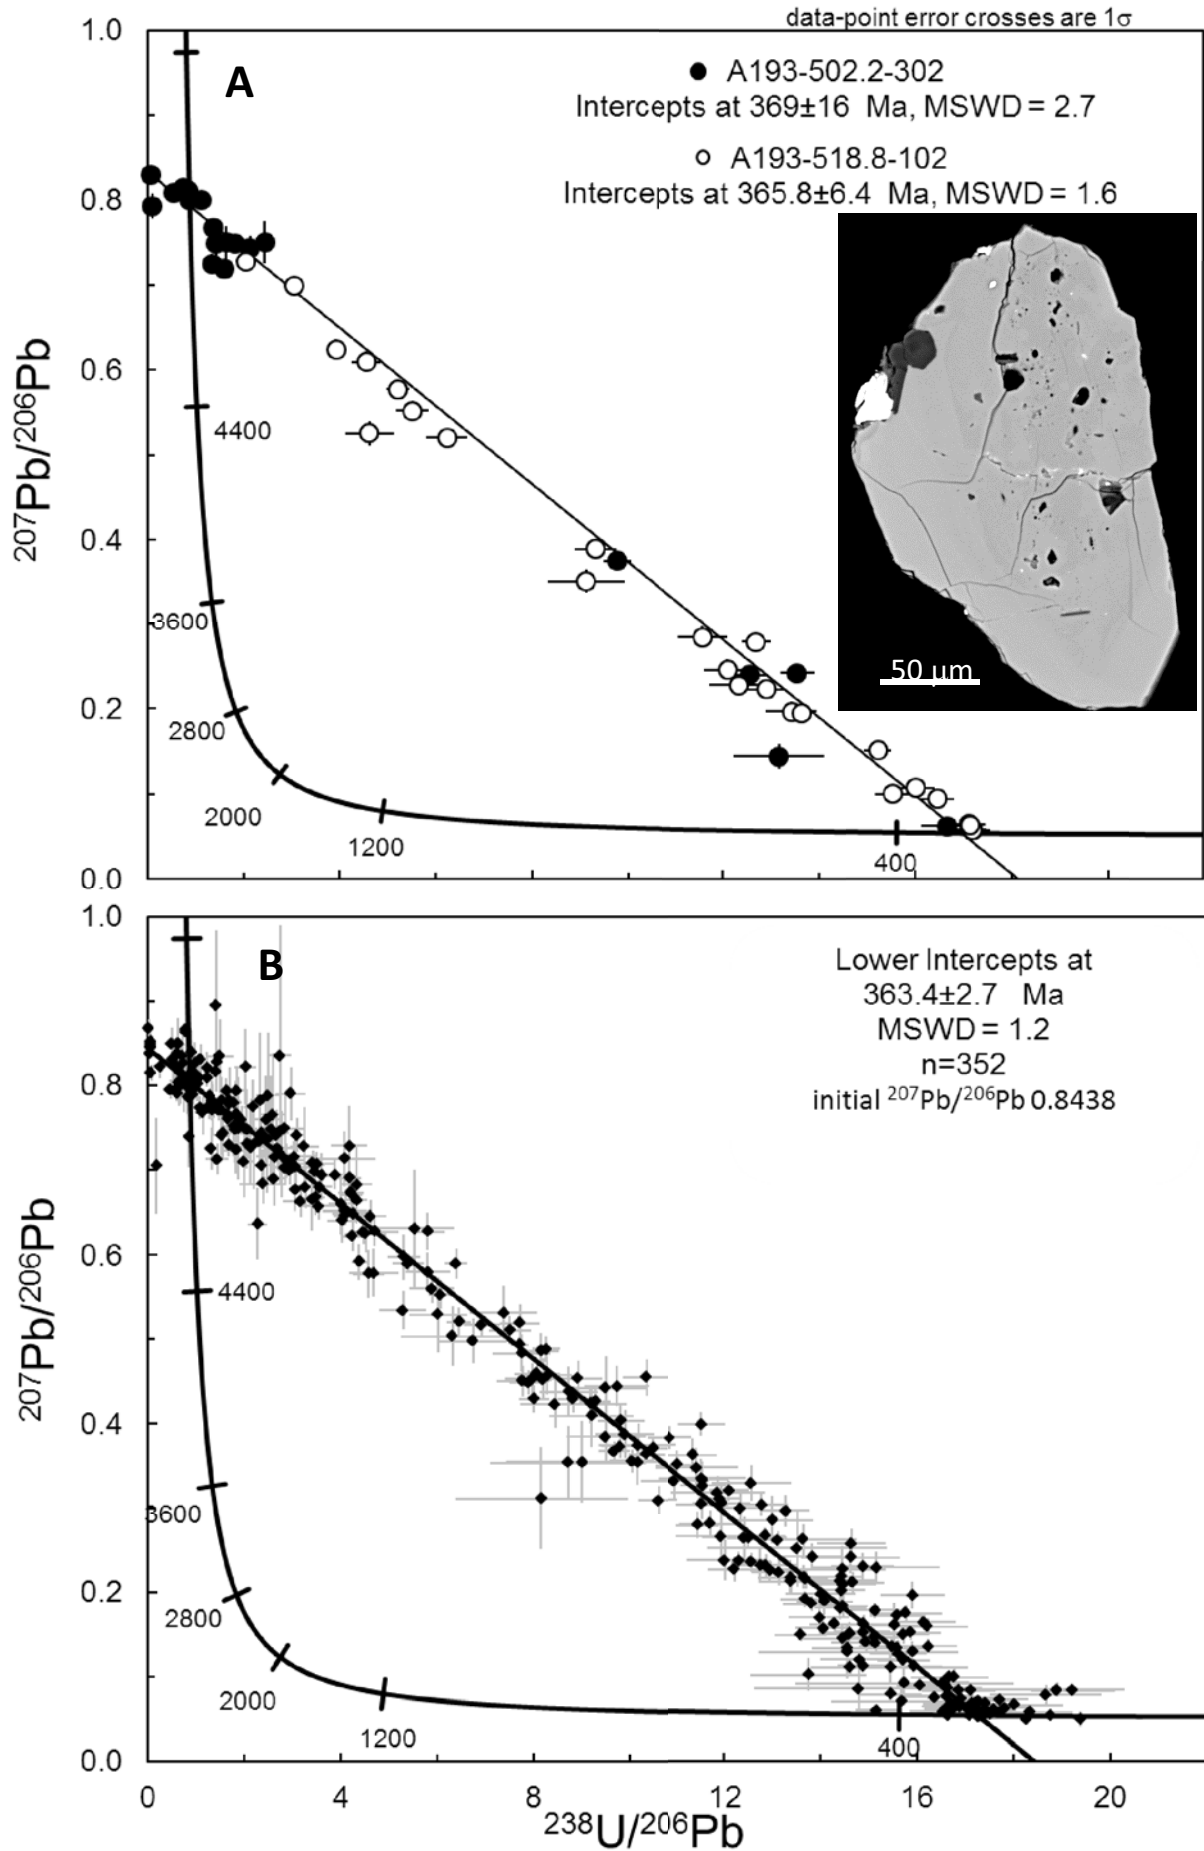 data-point error crosses are 1σ
1.0
A
A193-502.2-302
Intercepts at 369±16 Ma, MSWD = 2.7
A193-518.8-102
Intercepts at 365.8±6.4 Ma, MSWD = 1.6
0.8
0.6
0.4
0.2
0.0
207Pb/206Pb
4400
3600
2800
2000
1200
400
50 µm
1.0
B
Lower Intercepts at
363.4±2.7 Ma
MSWD = 1.2
n=352
initial 207Pb/206Pb 0.8438
0.8
0.6
0.4
0.2
0.0
207Pb/206Pb
4400
3600
2800
2000
1200
400
0 4 8 12 16 20
238U/206Pb